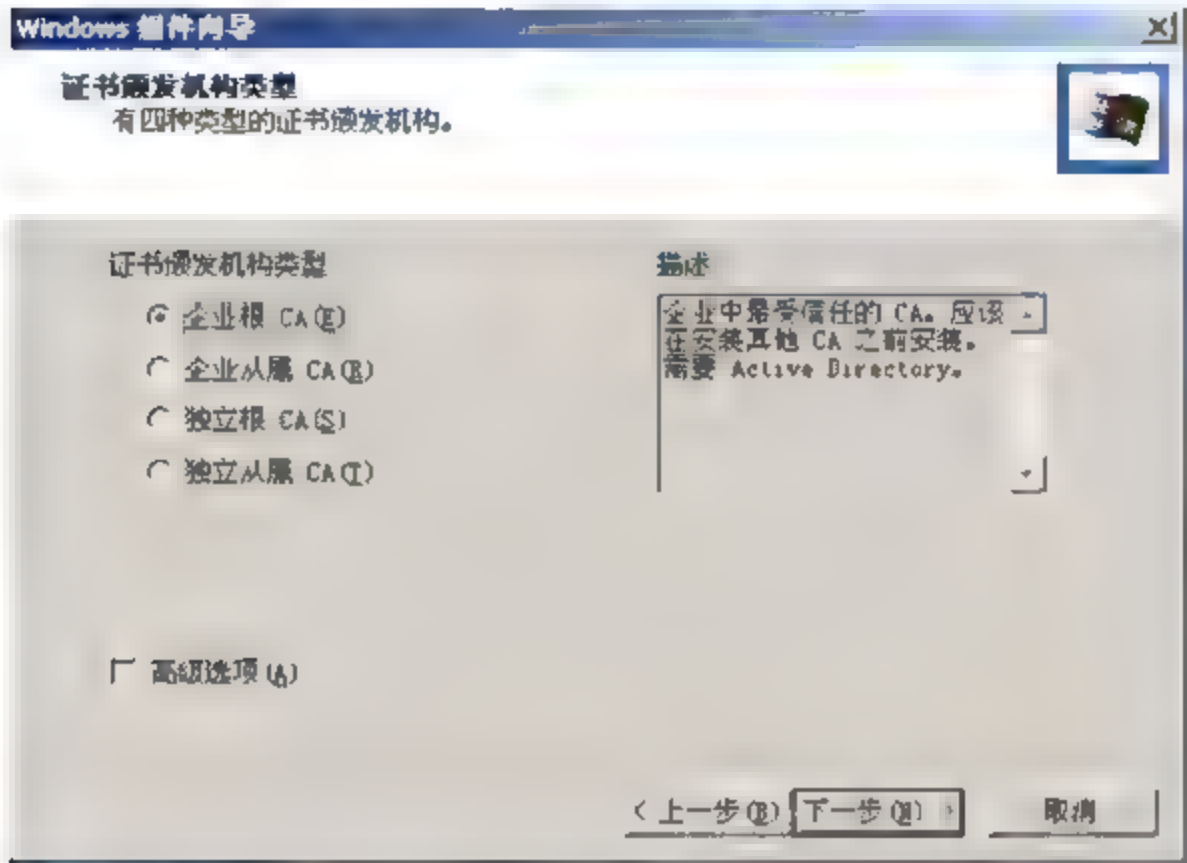 Windows 组件向导
证书颁发机构类型
有四种类型的证书颁发机构。
证书颁发机构类型
企业根 CA(E)
企业从属 CA(R)
独立根 CA(S)
独立从属 CA(T)
描述
企业中最受信任的 CA。应该
在安装其他 CA 之前安装。
需要 Active Directory。
高级选项(A)
< 上一步(B)
下一步(N) >
取消